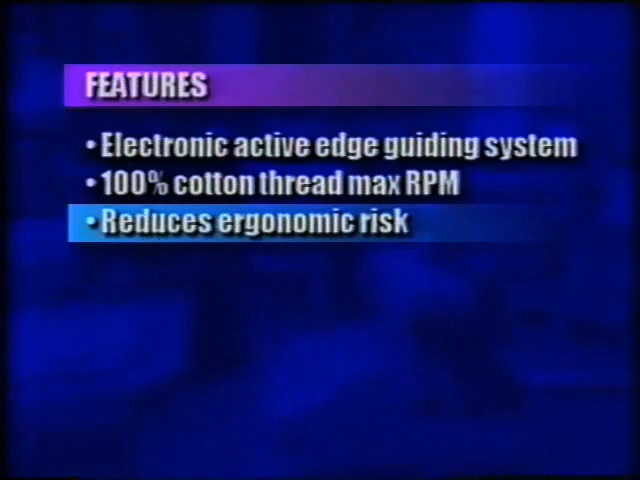 FEATURES
•Electronic active edge guiding system
•100% cotton thread max RPM
•Reduces ergonomic risk